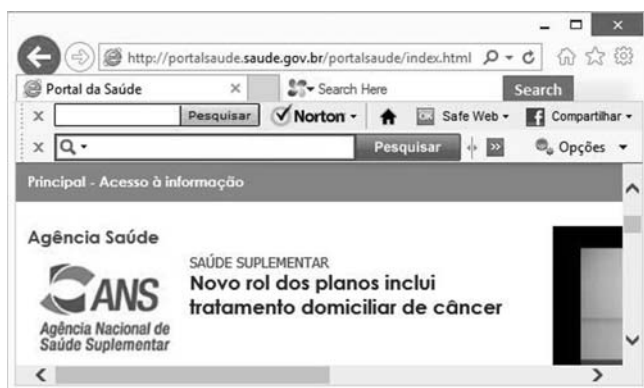 http://portalsaude.saude.gov.br/portalsaude/index.html
Portal da Saúde Search Here Search
Pesquisar Norton OK Safe Web f Compartilhar
Pesquisar Opções
Principal - Acesso à informação
Agência Saúde
SAÚDE SUPLEMENTAR
Novo rol dos planos inclui
tratamento domiciliar de câncer
ANS
Agência Nacional de
Saúde Suplementar